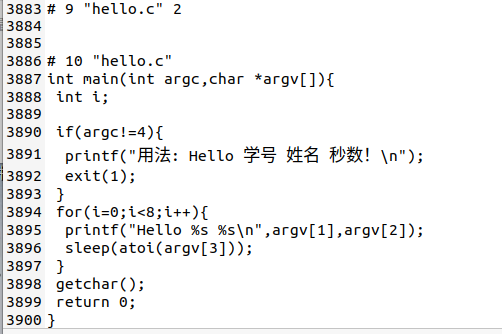 3883 # 9 "hello.c" 2
3884
3885
3886 # 10 "hello.c"
3887 int main(int argc,char *argv[]){
3888  int i;
3889
3890  if(argc!=4){
3891   printf("用法: Hello 学号 姓名 秒数! \n");
3892   exit(1);
3893  }
3894  for(i=0;i<8;i++){
3895   printf("Hello %s %s\n",argv[1],argv[2]);
3896   sleep(atoi(argv[3]));
3897  }
3898  getchar();
3899  return 0;
3900 }